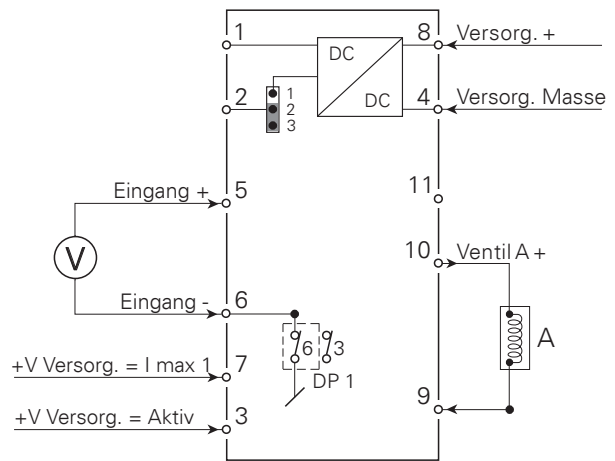 1
DC
8
Versorg. +
2
1
2
3
DC
4
Versorg. Masse
Eingang +
5
11
V
10
Ventil A +
Eingang -
6
6
3
A
+V Versorg. = I max 1
7
DP 1
+V Versorg. = Aktiv
3
9